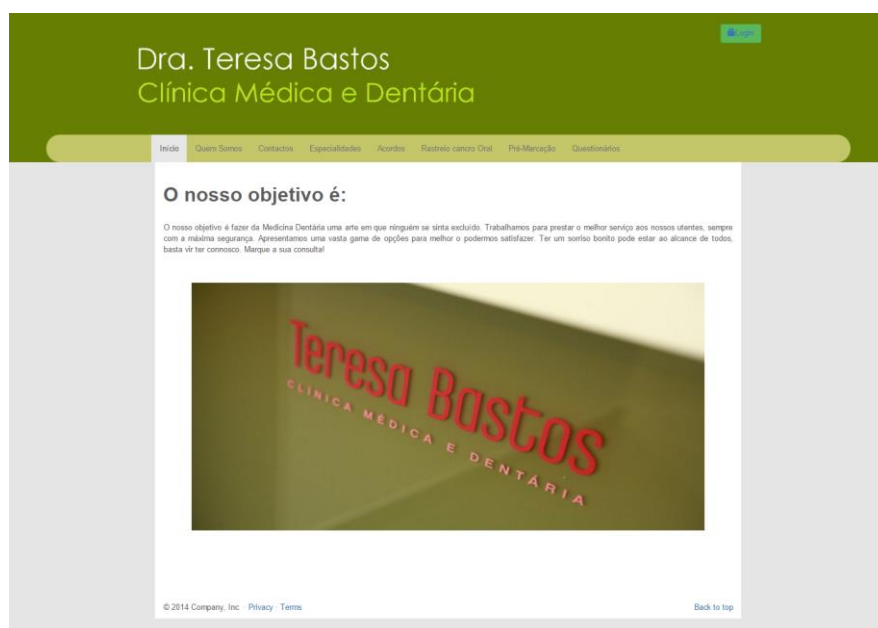 Login
Dra. Teresa Bastos
Clínica Médica e Dentária
Início Quem Somos Contactos Especialidades Acordos Rastreio cancro Oral Pré-Marcação Questionários
O nosso objetivo é:
O nosso objetivo é fazer da Medicina Dentária uma arte em que ninguém se sinta excluído. Trabalhamos para prestar o melhor serviço aos nossos utentes, sempre
com a máxima segurança. Apresentamos uma vasta gama de opções para melhor o podermos satisfazer. Ter um sorriso bonito pode estar ao alcance de todos,
basta vir ter connosco. Marque a sua consulta!
Teresa Bastos
CLINICA MÉDICA E DENTÁRIA
© 2014 Company, Inc. · Privacy · Terms
Back to top